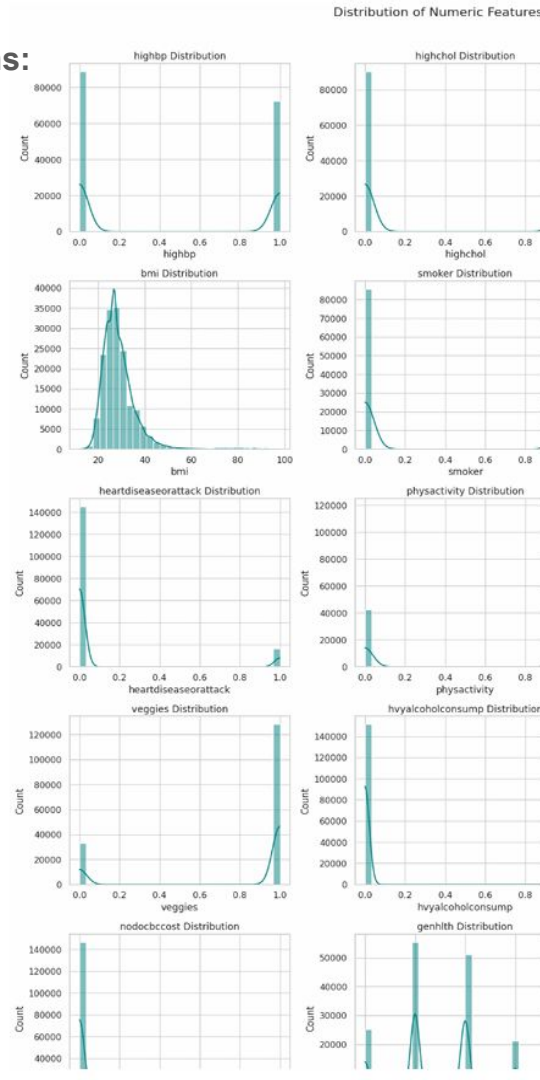 Distribution of Numeric Features
s:
highbp Distribution
highchol Distribution
80000
60000
40000
20000
0
Count
0.0 0.2 0.4 0.6 0.8 1.0
highbp
80000
60000
40000
20000
0
Count
0.0 0.2 0.4 0.6 0.8
highchol
bmi Distribution
smoker Distribution
40000
35000
30000
25000
20000
15000
10000
5000
0
Count
20 40 60 80 100
bmi
80000
70000
60000
50000
40000
30000
20000
10000
0
Count
0.0 0.2 0.4 0.6 0.8
smoker
heartdiseaseorattack Distribution
physactivity Distribution
140000
120000
100000
80000
60000
40000
20000
0
Count
0.0 0.2 0.4 0.6 0.8 1.0
heartdiseaseorattack
120000
100000
80000
60000
40000
20000
0
Count
0.0 0.2 0.4 0.6 0.8
physactivity
veggies Distribution
hvyalcoholconsump Distribution
120000
100000
80000
60000
40000
20000
0
Count
0.0 0.2 0.4 0.6 0.8 1.0
veggies
140000
120000
100000
80000
60000
40000
20000
0
Count
0.0 0.2 0.4 0.6 0.8
hvyalcoholconsump
nodocbccost Distribution
genhlth Distribution
140000
120000
100000
80000
60000
40000
Count
50000
40000
30000
20000
Count